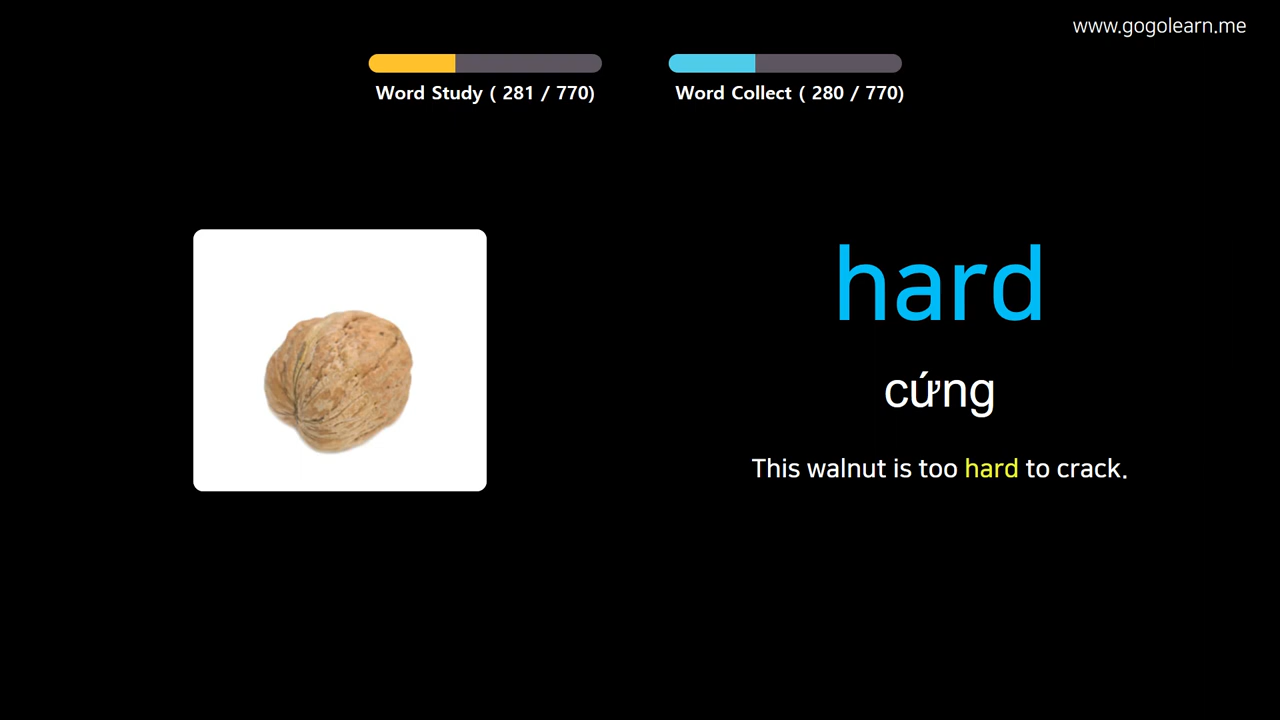 www.gogolearn.me
Word Study ( 281 / 770)
Word Collect ( 280 / 770)
hard
cứng
This walnut is too hard to crack.